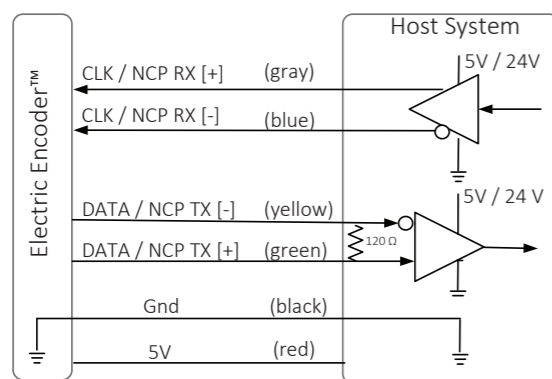 Host System
Electric Encoder™
5V / 24V
CLK / NCP RX [+] (gray)
CLK / NCP RX [-] (blue)
5V / 24 V
DATA / NCP TX [-] (yellow)
120 Ω
DATA / NCP TX [+] (green)
Gnd (black)
5V (red)